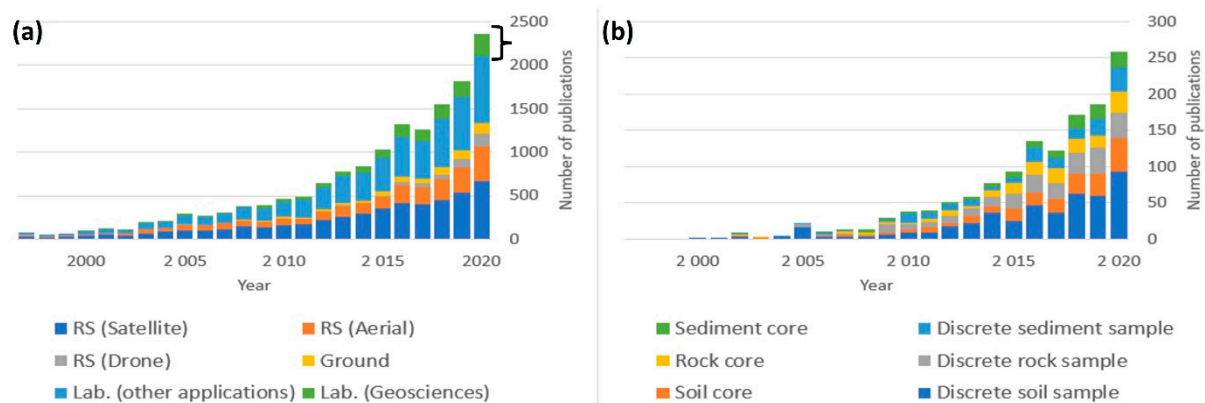 (a)
2500
2000
1500
1000
500
0
Number of publications
2000
2 005
2 010
2 015
2020
Year
RS (Satellite)
RS (Aerial)
RS (Drone)
Ground
Lab. (other applications)
Lab. (Geosciences)
(b)
300
250
200
150
100
50
0
Number of publications
2 000
2 005
2 010
2 015
2 020
Year
Sediment core
Discrete sediment sample
Rock core
Discrete rock sample
Soil core
Discrete soil sample